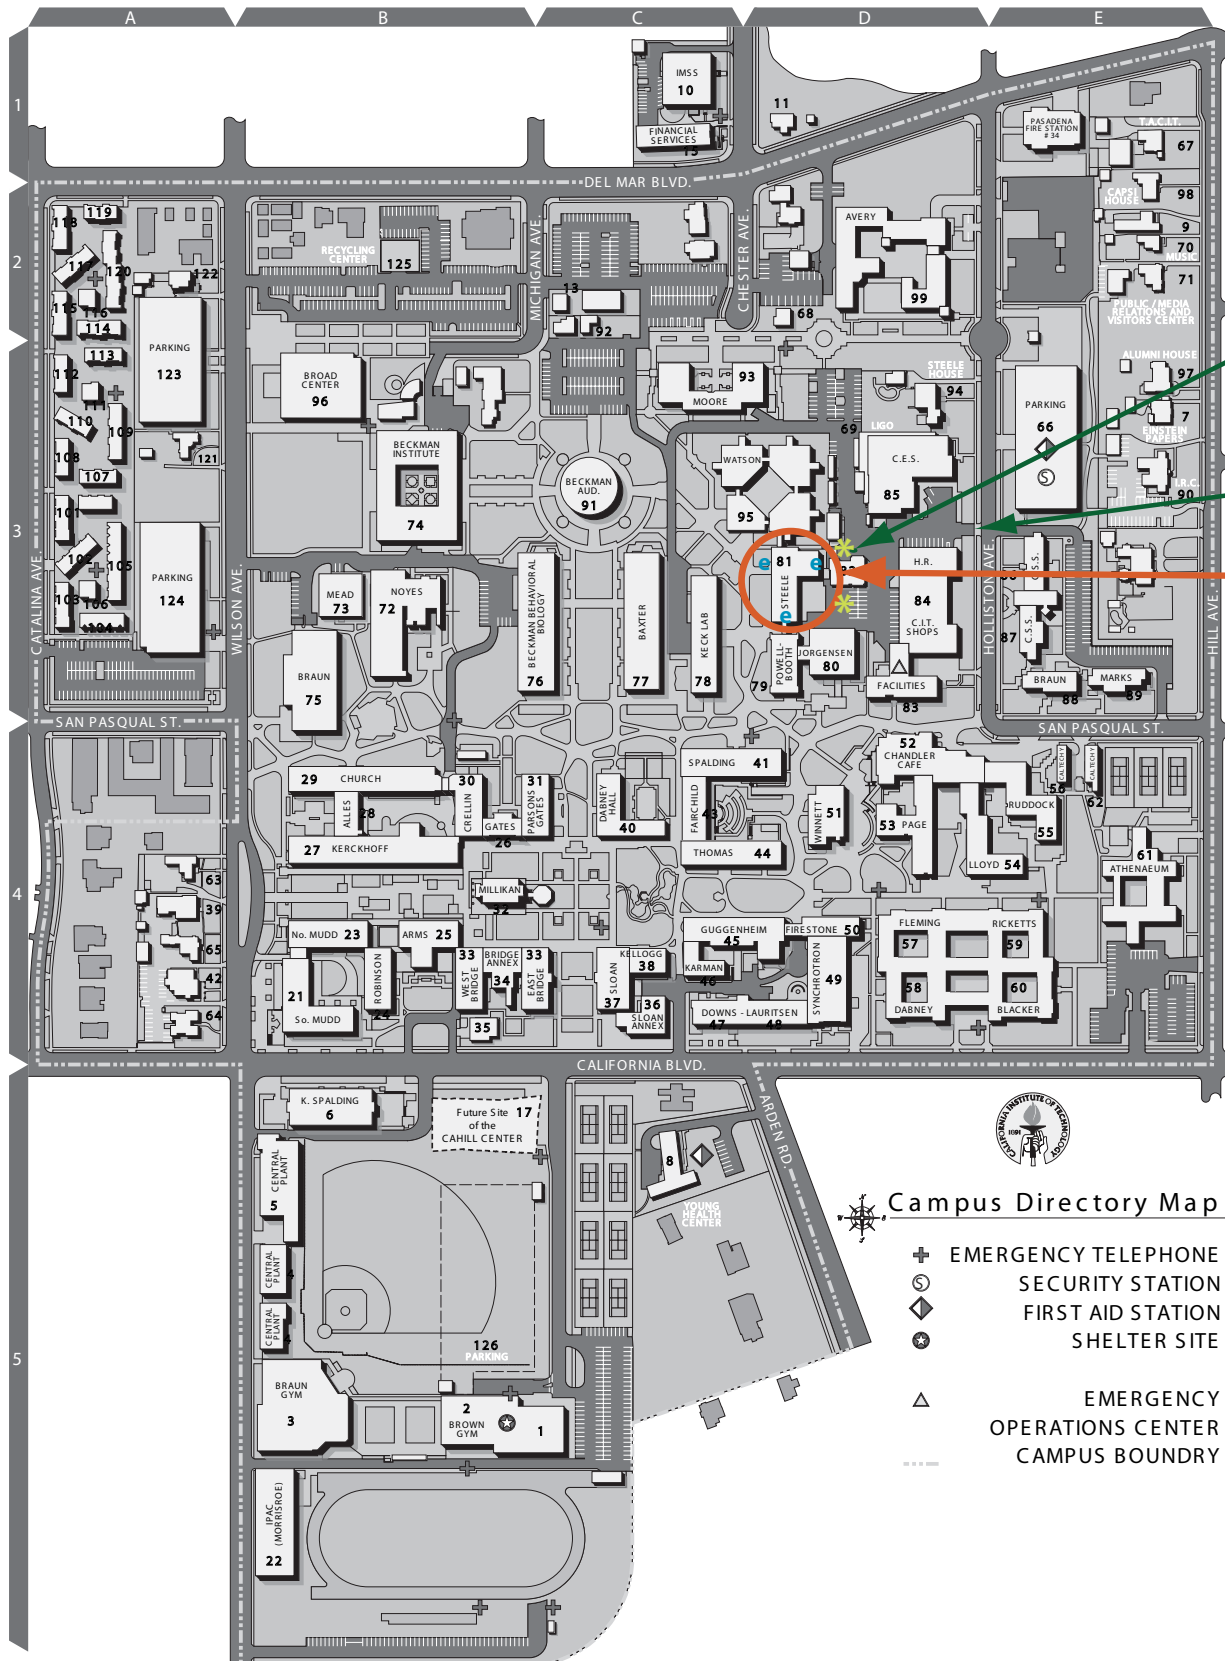 A B C D E
1
IMSS
10
FINANCIAL
SERVICES
15
11
PASADENA
FIRE STATION
# 34
T.A.C.I.T.
67
DEL MAR BLVD.
CAPSI
HOUSE
98
9
70
MUSIC
71
PUBLIC / MEDIA
RELATIONS AND
VISITORS CENTER
2
118
119
117
120
122
115
116
114
113
112
111
110
109
108
107
121
101
102
105
103
106
104
PARKING
123
PARKING
124
RECYCLING
CENTER
125
MICHIGAN AVE.
CHESTER AVE.
13
92
68
AVERY
99
BROAD
CENTER
96
BECKMAN
INSTITUTE
74
BECKMAN
AUD.
91
93
MOORE
STEELE
HOUSE
94
69
LIGO
C.E.S.
85
WATSON
95
ALUMNI HOUSE
97
7
EINSTEIN
PAPERS
PARKING
66
S
I.R.C.
90
3
CATALINA AVE.
WILSON AVE.
HOLLISTON AVE.
HILL AVE.
MEAD
73
NOYES
72
BRAUN
75
BECKMAN BEHAVIORAL
BIOLOGY
76
BAXTER
77
KECK LAB
78
81
STEELE
e
e
e
*
*
82
H.R.
84
C.I.T.
SHOPS
POWELL-
BOOTH
79
JORGENSEN
80
FACILITIES
83
86
C.S.S.
87
C.S.S.
BRAUN
88
MARKS
89
SAN PASQUAL ST.
SAN PASQUAL ST.
4
29 CHURCH
ALLES
28
27 KERCKHOFF
30
CRELLIN
GATES
26
31
PARSONS
GATES
DABNEY
HALL
40
SPALDING 41
FAIRCHILD
43
THOMAS 44
WINNETT
51
52
CHANDLER
CAFE
53
PAGE
LLOYD 54
RUDDOCK
55
CALTECH Y
56
CALTECH Y
62
61
ATHENAEUM
63
39
65
42
64
MILLIKAN
32
No. MUDD 23
ARMS 25
21
So. MUDD
ROBINSON
24
33
WEST
BRIDGE
BRIDGE
ANNEX
34
33
EAST
BRIDGE
35
SLOAN
37
KELLOGG
38
36
SLOAN
ANNEX
GUGGENHEIM
45
KARMAN
46
FIRESTONE 50
SYNCHROTRON
49
DOWNS - LAURITSEN
47 48
FLEMING
57
RICKETTS
59
58
DABNEY
60
BLACKER
CALIFORNIA BLVD.
5
K. SPALDING
6
Future Site 17
of the
CAHILL CENTER
CENTRAL
PLANT
5
CENTRAL
PLANT
4
CENTRAL
PLANT
4
8
YOUNG
HEALTH
CENTER
ARDEN RD.
126
PARKING
BRAUN
GYM
3
2
BROWN
GYM
1
IPAC
(MORRISROE)
22
CALIFORNIA INSTITUTE OF TECHNOLOGY
1891
Campus Directory Map
EMERGENCY TELEPHONE
S SECURITY STATION
FIRST AID STATION
SHELTER SITE
EMERGENCY
OPERATIONS CENTER
CAMPUS BOUNDRY